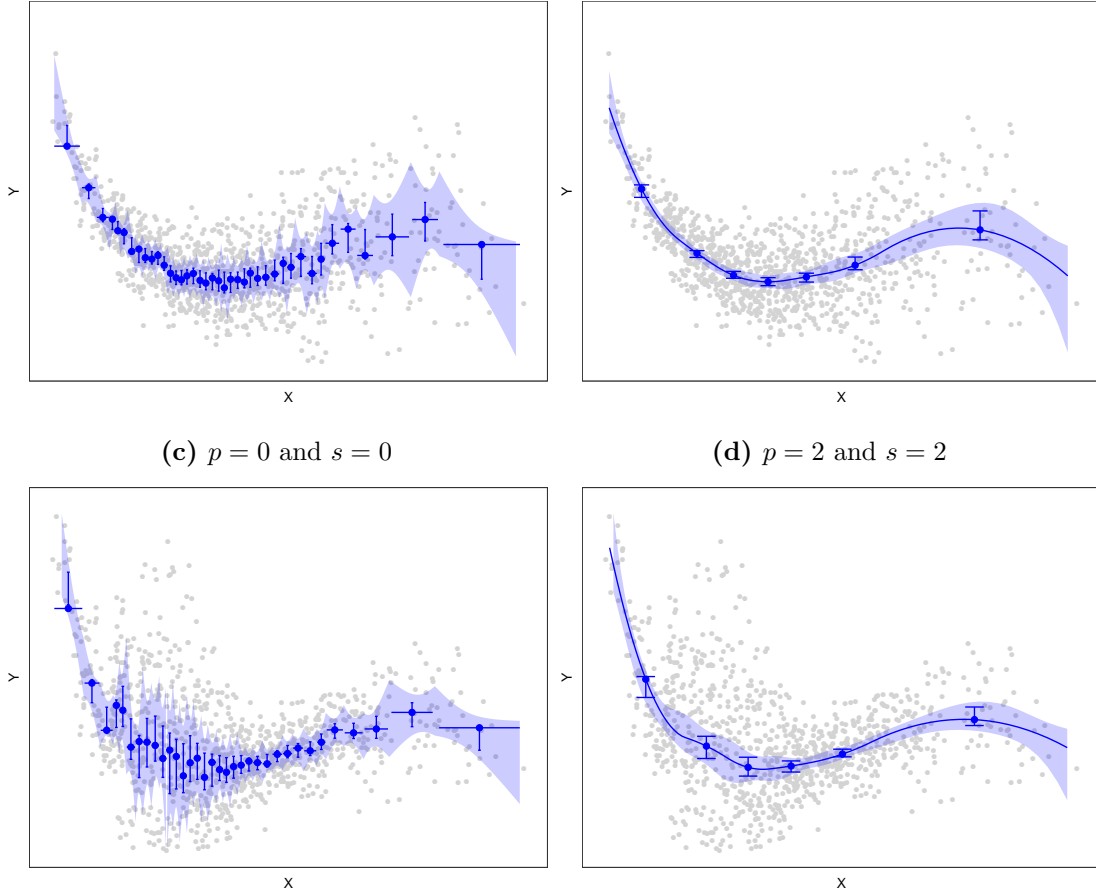 Y
Y
X
X
(c) p = 0 and s = 0
(d) p = 2 and s = 2
Y
Y
X
X